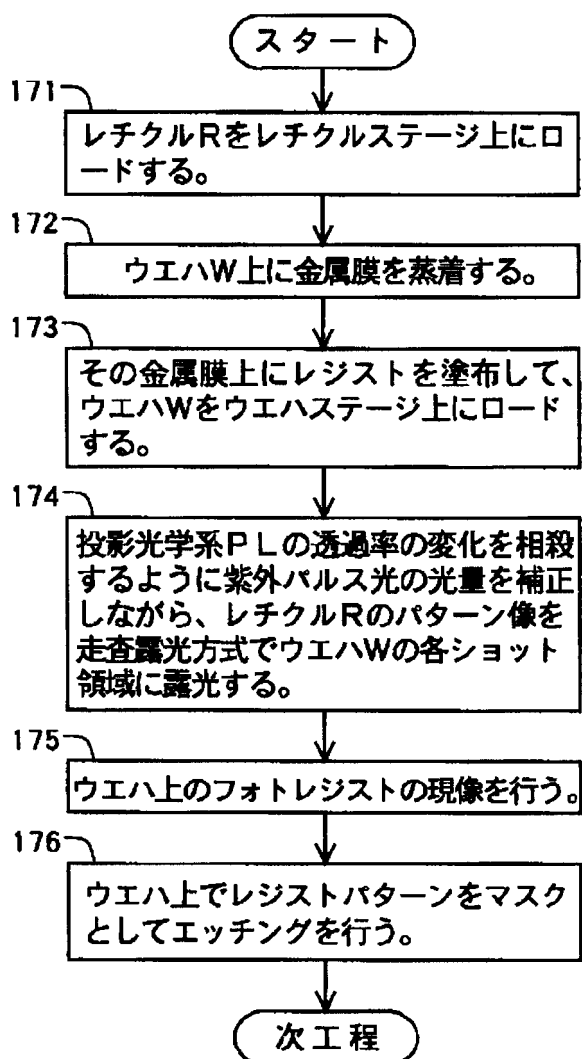 スタート
171
レチクルRをレチクルステージ上にロ
ードする。
172
ウエハW上に金属膜を蒸着する。
173
その金属膜上にレジストを塗布して、
ウエハWをウエハステージ上にロード
する。
174
投影光学系PLの透過率の変化を相殺
するように紫外パルス光の光量を補正
しながら、レチクルRのパターン像を
走査露光方式でウエハWの各ショット
領域に露光する。
175
ウエハ上のフォトレジストの現像を行う。
176
ウエハ上でレジストパターンをマスク
としてエッチングを行う。
次工程